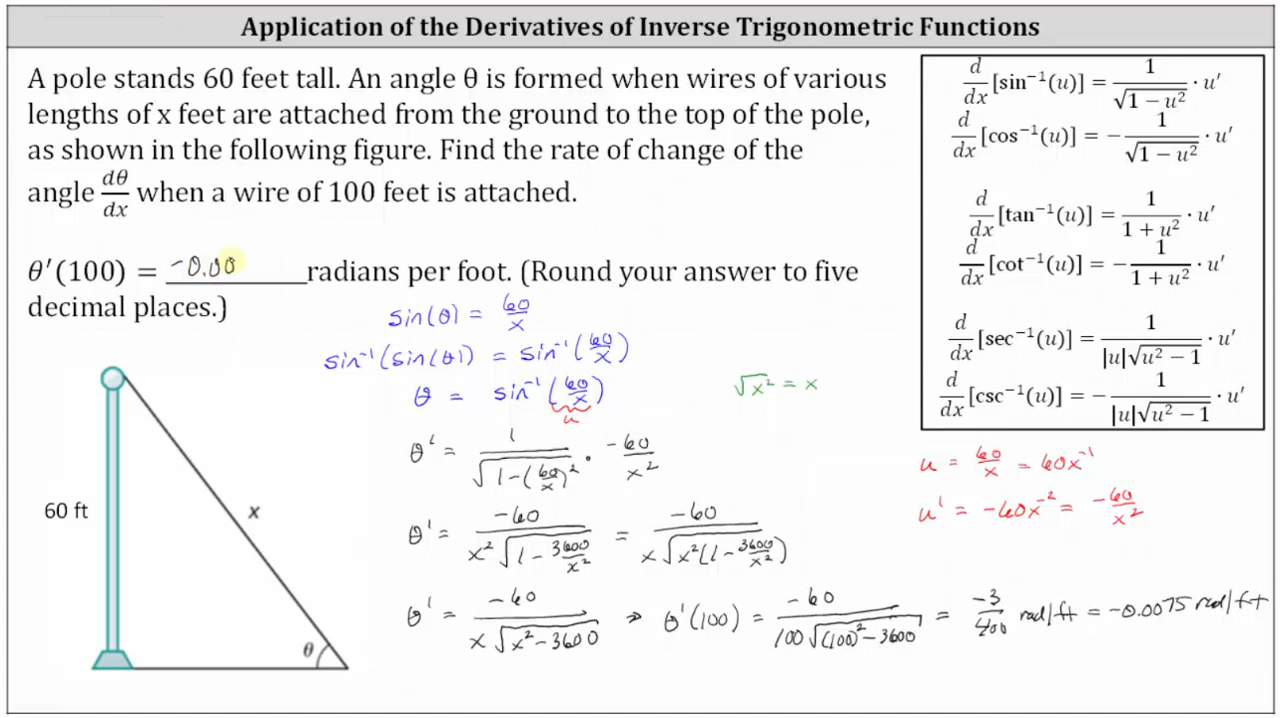 Application of the Derivatives of Inverse Trigonometric Functions
A pole stands 60 feet tall. An angle θ is formed when wires of various
lengths of x feet are attached from the ground to the top of the pole,
as shown in the following figure. Find the rate of change of the
angle dθ/dx when a wire of 100 feet is attached.
θ′(100) = -0.00 radians per foot. (Round your answer to five
decimal places.)
sin(θ) = 60/x
sin⁻¹(sin(θ)) = sin⁻¹(60/x)
θ = sin⁻¹(60/x)
u
√x² = x
θ' = 1/√(1-(60/x)²) · -60/x²
θ' = -60/(x²√(1-3600/x²)) = -60/(x√(x²(1-3600/x²)))
θ' = -60/(x√(x²-3600)) ⇒ θ'(100) = -60/(100√((100)²-3600)) = -3/400 rad/ft = -0.0075 rad/ft
60 ft
x
θ
d/dx [sin⁻¹(u)] = 1/√(1 − u²) · u′
d/dx [cos⁻¹(u)] = − 1/√(1 − u²) · u′
d/dx [tan⁻¹(u)] = 1/(1 + u²) · u′
d/dx [cot⁻¹(u)] = − 1/(1 + u²) · u′
d/dx [sec⁻¹(u)] = 1/(|u|√(u² − 1)) · u′
d/dx [csc⁻¹(u)] = − 1/(|u|√(u² − 1)) · u′
u = 60/x = 60x⁻¹
u' = -60x⁻² = -60/x²